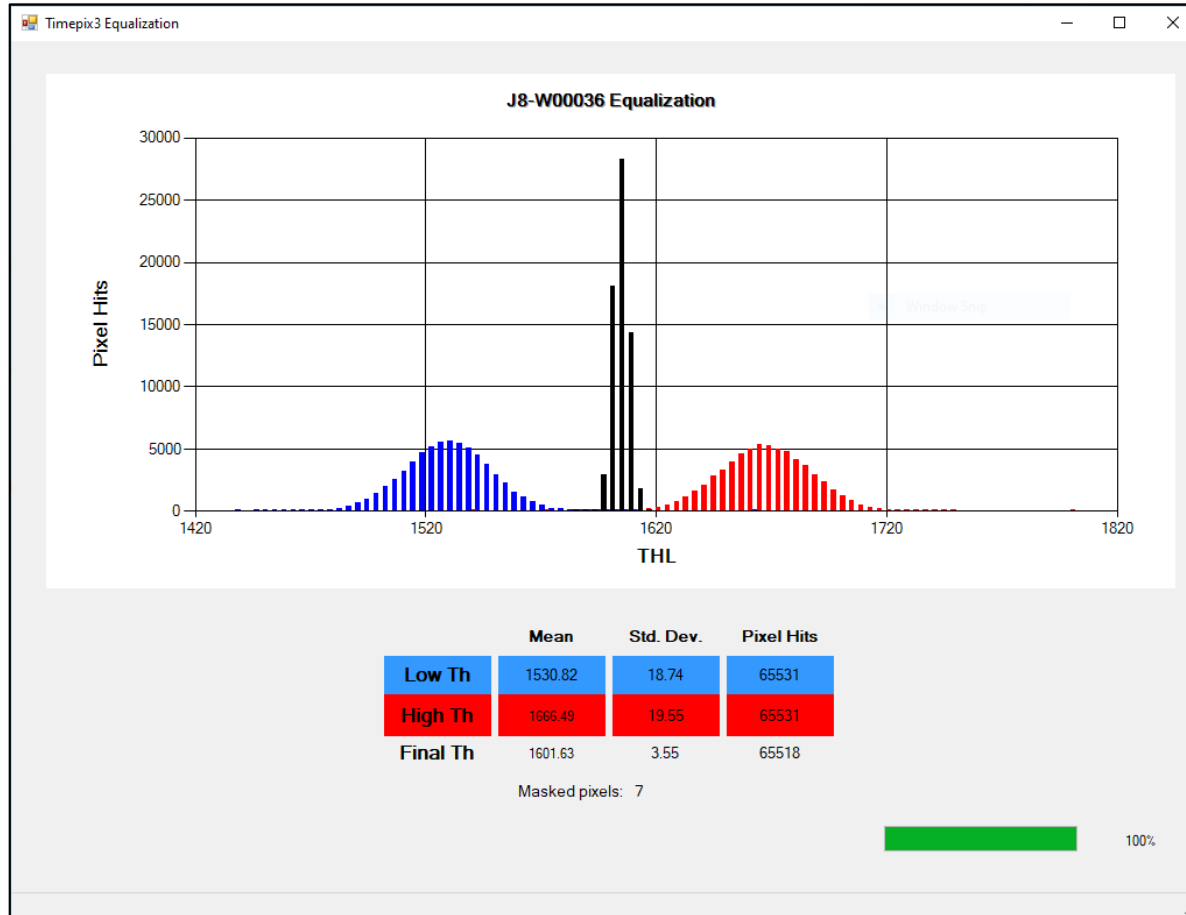 Timepix3 Equalization
J8-W00036 Equalization
30000
25000
20000
15000
10000
5000
0
Pixel Hits
1420 1520 1620 1720 1820
THL
Window Snip
Mean Std. Dev. Pixel Hits
Low Th 1530.82 18.74 65531
High Th 1666.49 19.55 65531
Final Th 1601.63 3.55 65518
Masked pixels: 7
100%